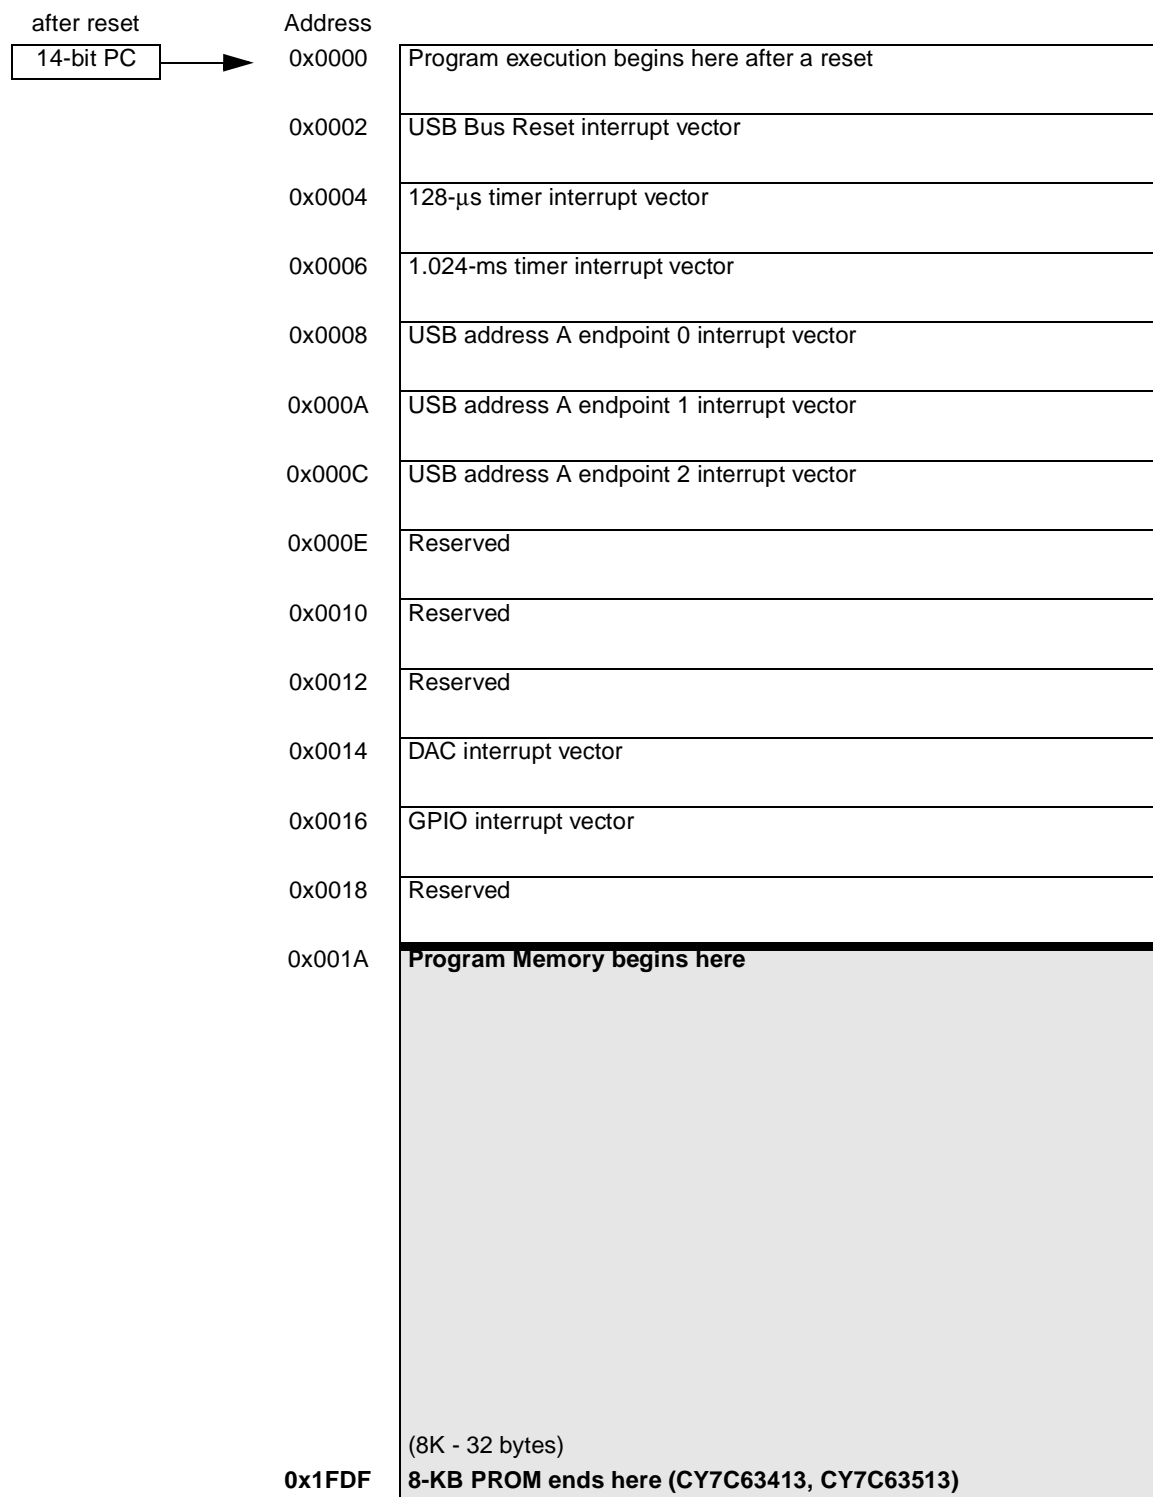 after reset Address
14-bit PC 0x0000 Program execution begins here after a reset
0x0002 USB Bus Reset interrupt vector
0x0004 128-μs timer interrupt vector
0x0006 1.024-ms timer interrupt vector
0x0008 USB address A endpoint 0 interrupt vector
0x000A USB address A endpoint 1 interrupt vector
0x000C USB address A endpoint 2 interrupt vector
0x000E Reserved
0x0010 Reserved
0x0012 Reserved
0x0014 DAC interrupt vector
0x0016 GPIO interrupt vector
0x0018 Reserved
0x001A Program Memory begins here
(8K - 32 bytes)
0x1FDF 8-KB PROM ends here (CY7C63413, CY7C63513)